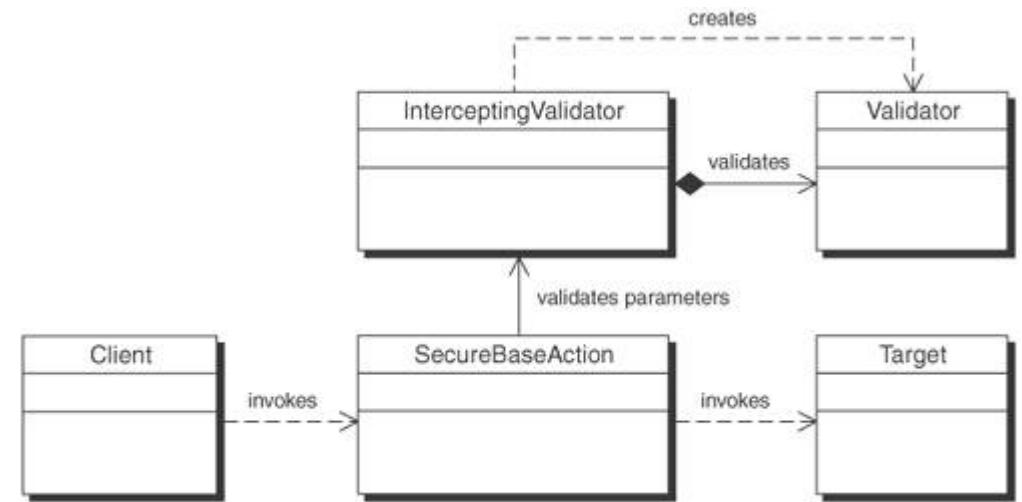 creates
InterceptingValidator
Validator
validates
validates parameters
Client
SecureBaseAction
Target
invokes
invokes